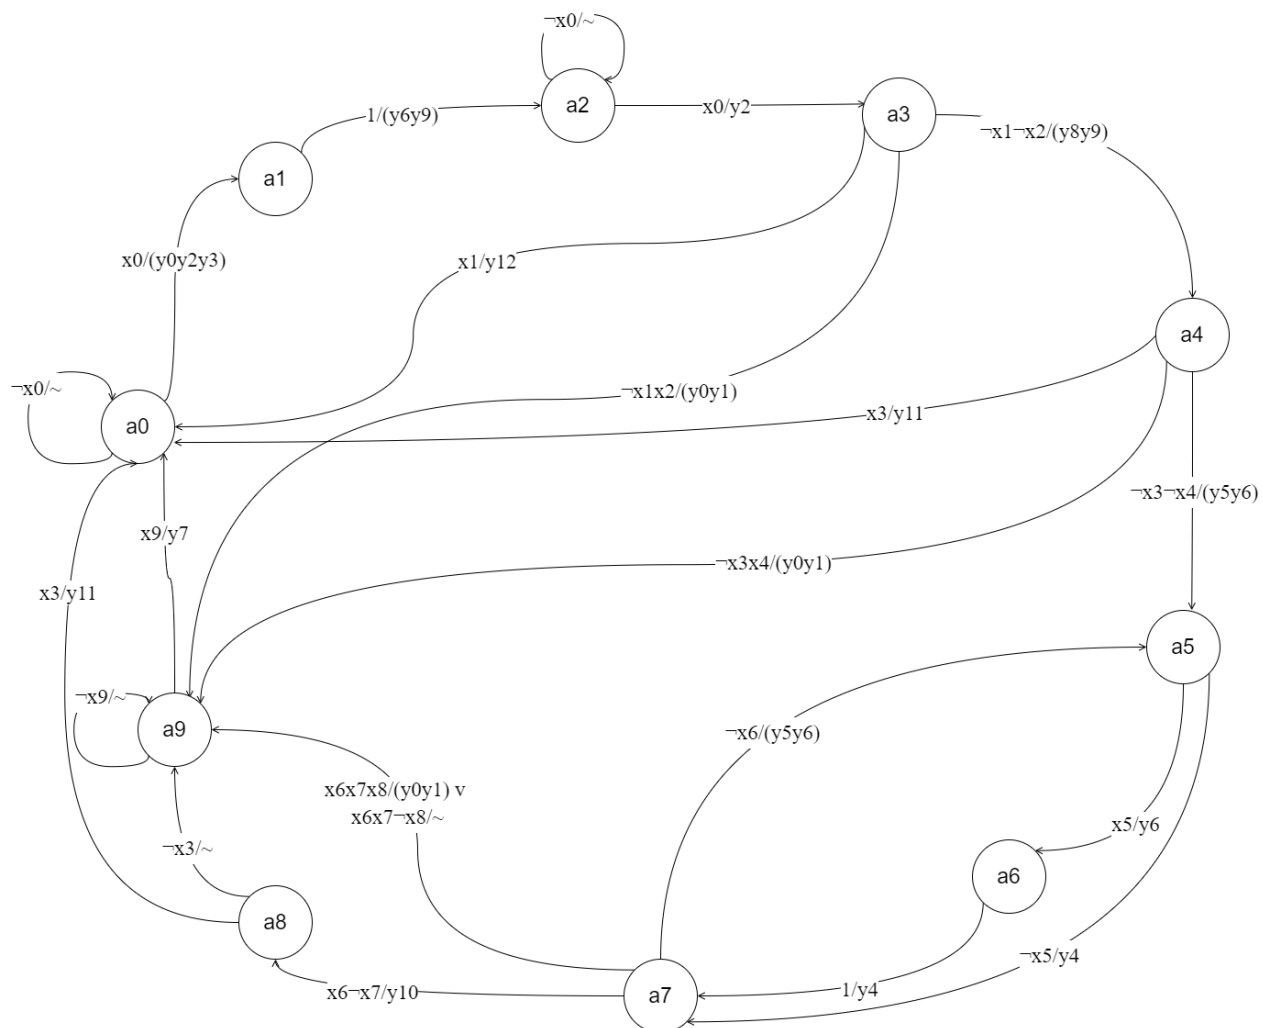 ¬x0/~
a2
1/(y6y9)
x0/y2
a3
¬x1¬x2/(y8y9)
a1
x0/(y0y2y3)
x1/y12
a4
¬x0/~
¬x1x2/(y0y1)
x3/y11
a0
¬x3¬x4/(y5y6)
x9/y7
¬x3x4/(y0y1)
x3/y11
a5
¬x9/~
a9
¬x6/(y5y6)
x6x7x8/(y0y1) v
x6x7¬x8/~
x5/y6
¬x3/~
a6
a8
¬x5/y4
x6¬x7/y10
a7
1/y4